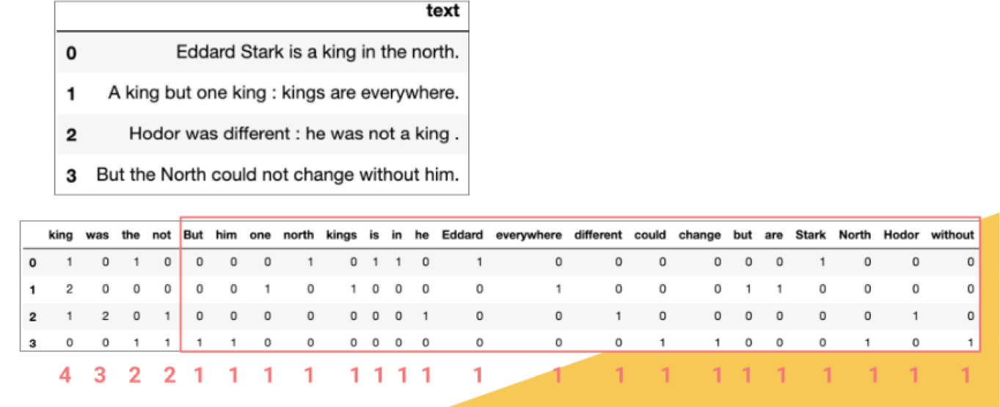 text
0 Eddard Stark is a king in the north.
1 A king but one king : kings are everywhere.
2 Hodor was different : he was not a king .
3 But the North could not change without him.
king was the not But him one north kings is in he Eddard everywhere different could change but are Stark North Hodor without
0 1 0 1 0 0 0 0 1 0 1 1 0 1 0 0 0 0 0 0 1 0 0 0
1 2 0 0 0 0 0 1 0 1 0 0 0 0 1 0 0 0 1 1 0 0 0 0
2 1 2 0 1 0 0 0 0 0 0 0 1 0 0 1 0 0 0 0 0 0 1 0
3 0 0 1 1 1 1 0 0 0 0 0 0 0 0 0 1 1 0 0 0 1 0 1
4 3 2 2 1 1 1 1 1 1 1 1 1 1 1 1 1 1 1 1 1 1 1